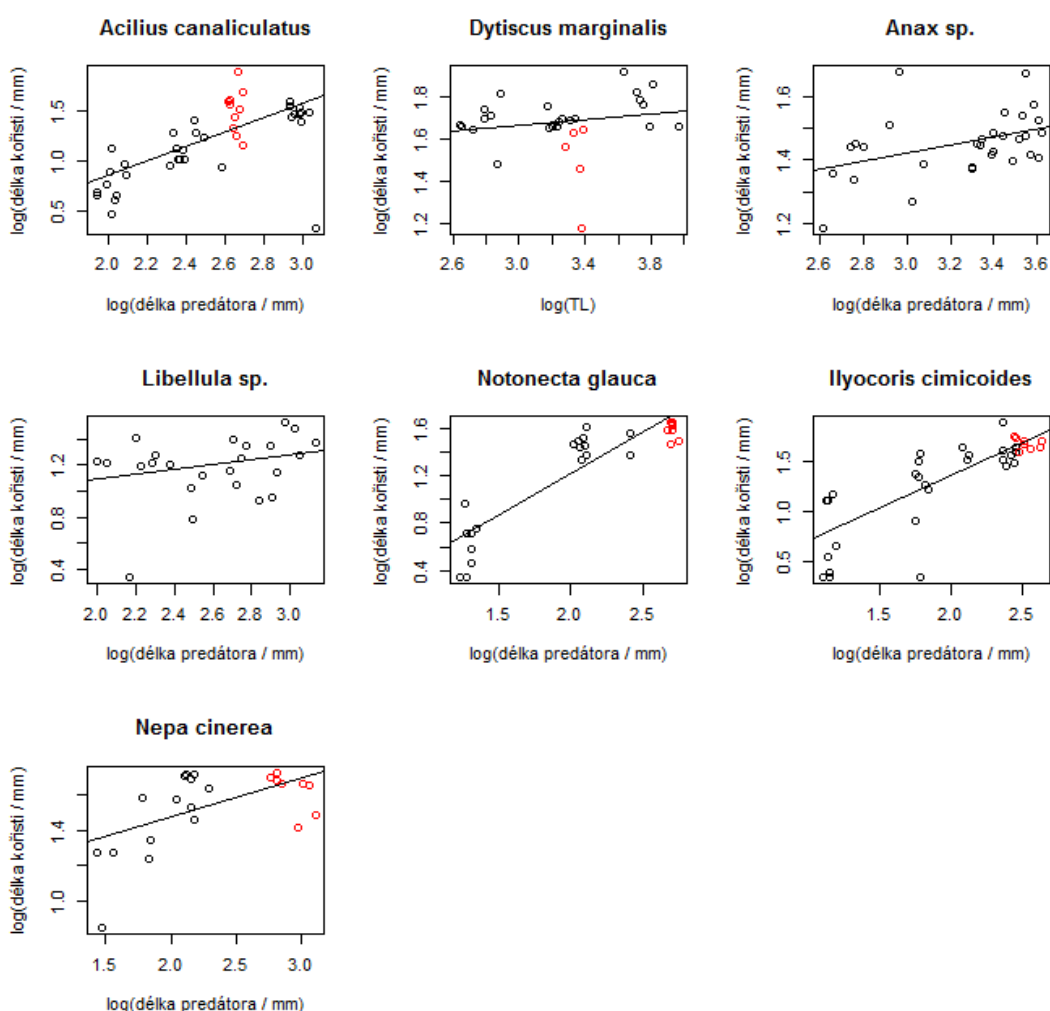 Acilius canaliculatus
log(délka kořisti / mm)
0.5 1.0 1.5
2.0 2.2 2.4 2.6 2.8 3.0
log(délka predátora / mm)
Dytiscus marginalis
log(délka kořisti / mm)
1.2 1.4 1.6 1.8
2.6 3.0 3.4 3.8
log(TL)
Anax sp.
log(délka kořisti / mm)
1.2 1.4 1.6
2.6 2.8 3.0 3.2 3.4 3.6
log(délka predátora / mm)
Libellula sp.
log(délka kořisti / mm)
0.4 0.8 1.2
2.0 2.2 2.4 2.6 2.8 3.0
log(délka predátora / mm)
Notonecta glauca
log(délka kořisti / mm)
0.4 0.8 1.2 1.6
1.5 2.0 2.5
log(délka predátora / mm)
Ilyocoris cimicoides
log(délka kořisti / mm)
0.5 1.0 1.5
1.5 2.0 2.5
log(délka predátora / mm)
Nepa cinerea
log(délka kořisti / mm)
1.0 1.4
1.5 2.0 2.5 3.0
log(délka predátora / mm)